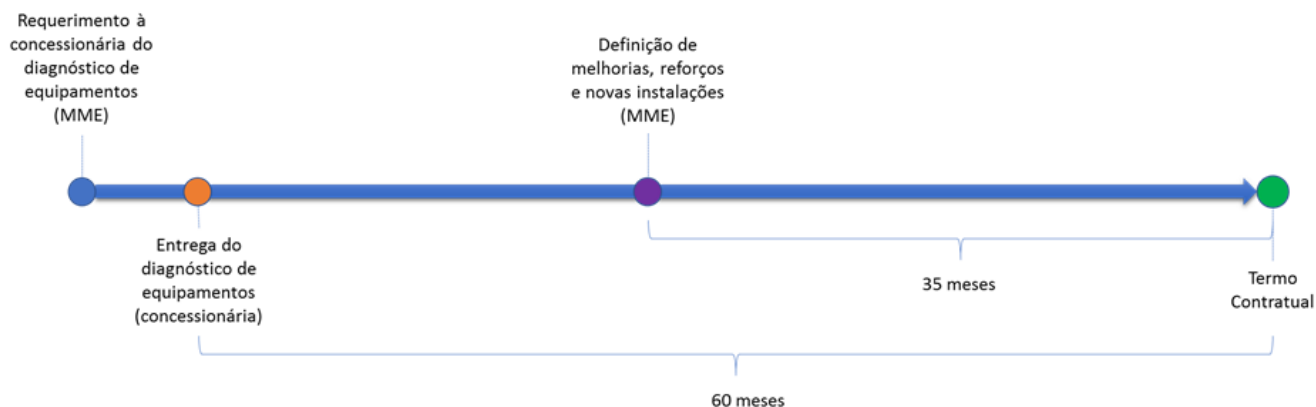 Requerimento à
concessionária do
diagnóstico de
equipamentos
(MME)
Definição de
melhorias, reforços
e novas instalações
(MME)
Entrega do
diagnóstico de
equipamentos
(concessionária)
35 meses
Termo
Contratual
60 meses